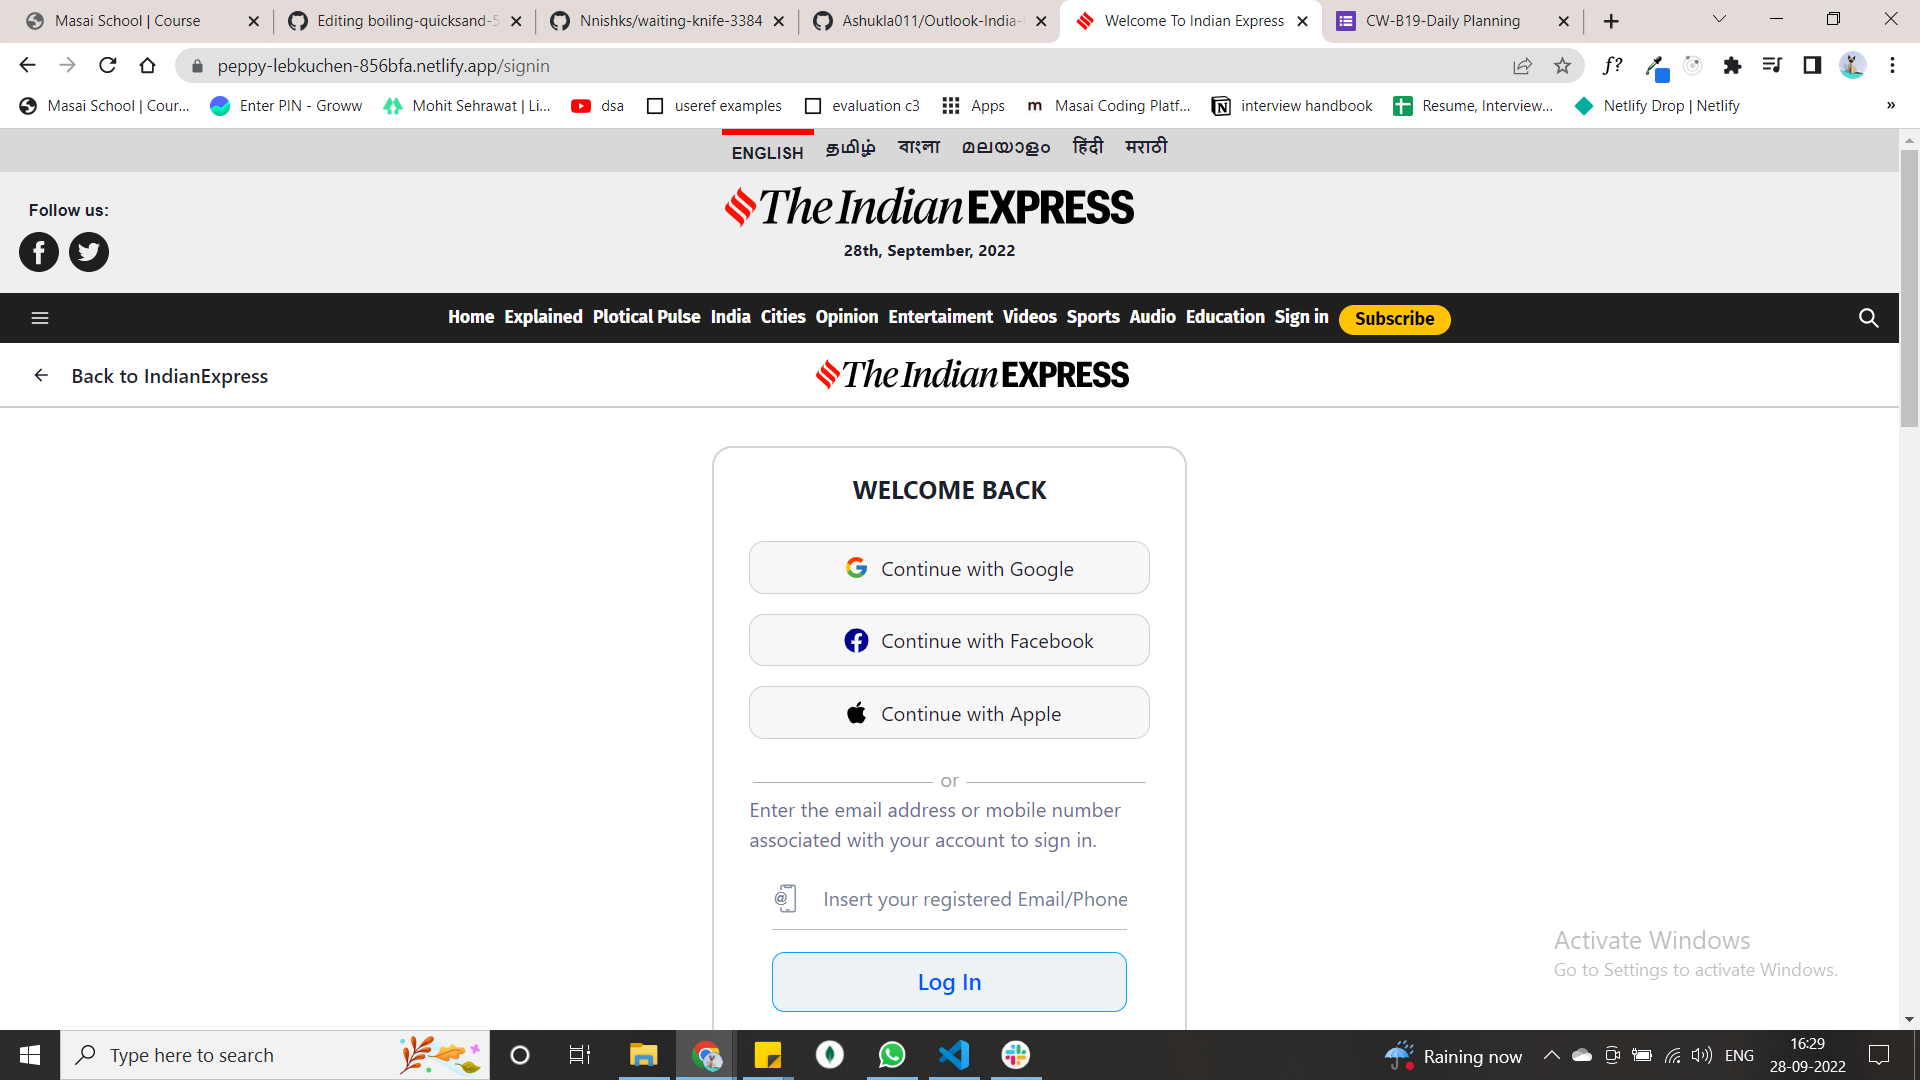 Masai School | Course
Editing boiling-quicksand-5
Nnishks/waiting-knife-3384
Ashukla011/Outlook-India-
Welcome To Indian Express
CW-B19-Daily Planning
peppy-lebkuchen-856bfa.netlify.app/signin
f?
Masai School | Cour...
Enter PIN - Groww
Mohit Sehrawat | Li...
dsa
useref examples
evaluation c3
Apps
Masai Coding Platf...
interview handbook
Resume, Interview...
Netlify Drop | Netlify
»
ENGLISH
தமிழ்
বাংলা
മലയാളം
हिंदी
मराठी
Follow us:
The Indian EXPRESS
28th, September, 2022
Home Explained Plotical Pulse India Cities Opinion Entertaiment Videos Sports Audio Education Sign in Subscribe
Back to IndianExpress
The Indian EXPRESS
WELCOME BACK
Continue with Google
Continue with Facebook
Continue with Apple
or
Enter the email address or mobile number
associated with your account to sign in.
Insert your registered Email/Phone
Log In
Activate Windows
Go to Settings to activate Windows.
Type here to search
Raining now
ENG
16:29
28-09-2022